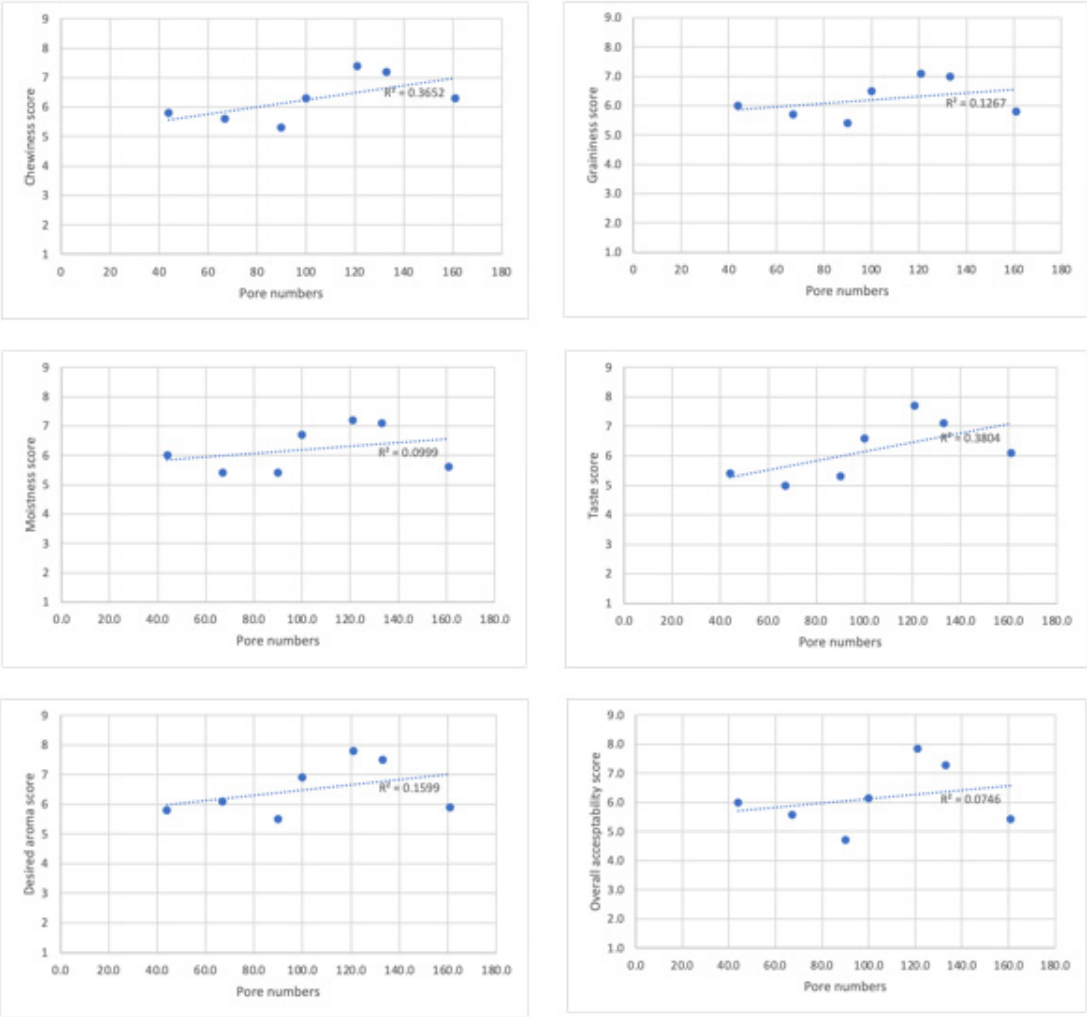 9
8
7
6
5
4
3
2
1
Chewiness score
R² = 0.3652
0 20 40 60 80 100 120 140 160 180
Pore numbers
9.0
8.0
7.0
6.0
5.0
4.0
3.0
2.0
1.0
Graininess score
R² = 0.1267
0 20 40 60 80 100 120 140 160 180
Pore numbers
9
8
7
6
5
4
3
2
1
Moistness score
R² = 0.0999
0.0 20.0 40.0 60.0 80.0 100.0 120.0 140.0 160.0 180.0
Pore numbers
9
8
7
6
5
4
3
2
1
Taste score
R² = 0.3804
0.0 20.0 40.0 60.0 80.0 100.0 120.0 140.0 160.0 180.0
Pore numbers
9
8
7
6
5
4
3
2
1
Desired aroma score
R² = 0.1599
0.0 20.0 40.0 60.0 80.0 100.0 120.0 140.0 160.0 180.0
Pore numbers
9.0
8.0
7.0
6.0
5.0
4.0
3.0
2.0
1.0
Overall accesptability score
R² = 0.0746
0.0 20.0 40.0 60.0 80.0 100.0 120.0 140.0 160.0 180.0
Pore numbers